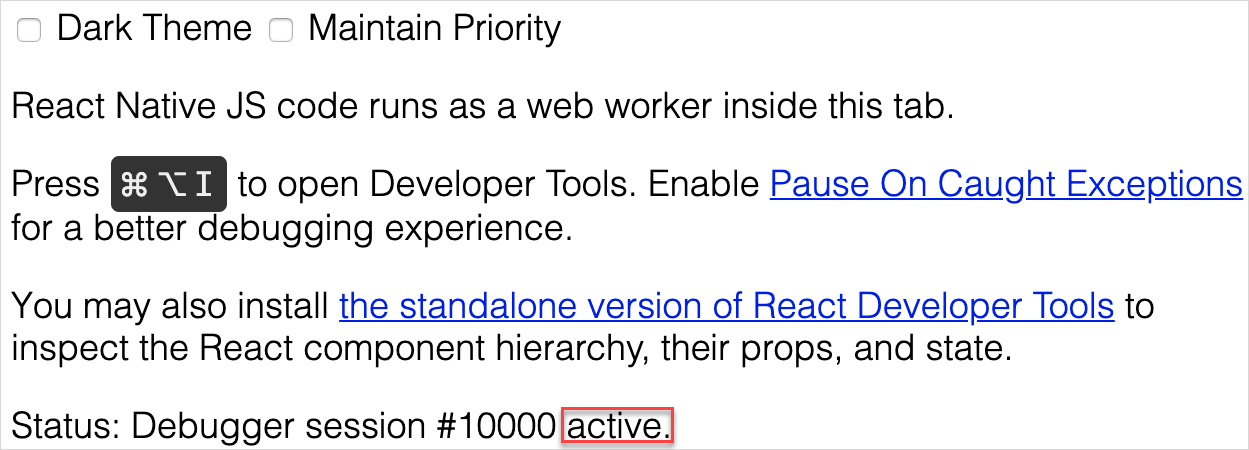 Dark Theme Maintain Priority
React Native JS code runs as a web worker inside this tab.
Press ⌘⌥I to open Developer Tools. Enable Pause On Caught Exceptions
for a better debugging experience.
You may also install the standalone version of React Developer Tools to
inspect the React component hierarchy, their props, and state.
Status: Debugger session #10000 active.